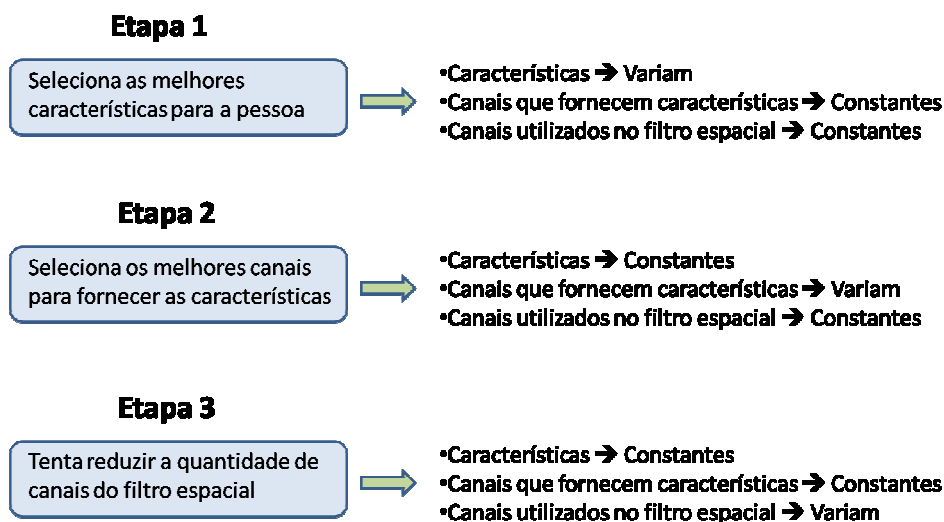 Etapa 1
Seleciona as melhores
características para a pessoa
•Características ➔ Variam
•Canais que fornecem características ➔ Constantes
•Canais utilizados no filtro espacial ➔ Constantes
Etapa 2
Seleciona os melhores canais
para fornecer as características
•Características ➔ Constantes
•Canais que fornecem características ➔ Variam
•Canais utilizados no filtro espacial ➔ Constantes
Etapa 3
Tenta reduzir a quantidade de
canais do filtro espacial
•Características ➔ Constantes
•Canais que fornecem características ➔ Constantes
•Canais utilizados no filtro espacial ➔ Variam